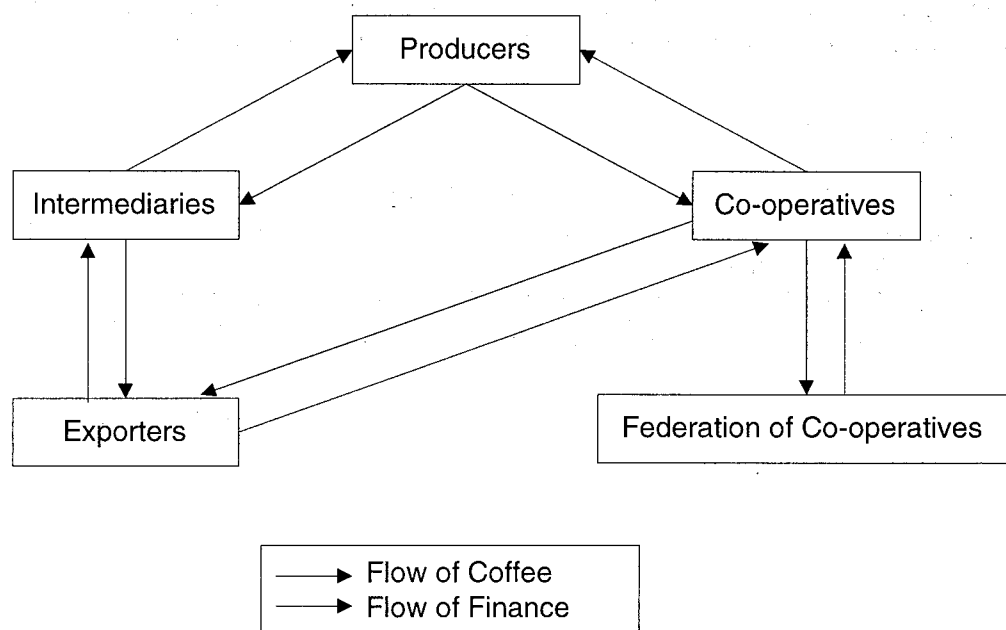 Producers
Intermediaries
Co-operatives
Exporters
Federation of Co-operatives
Flow of Coffee
Flow of Finance